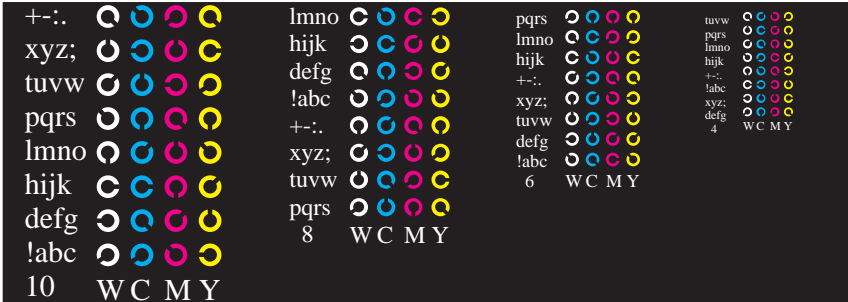 +-:.
xyz;
tuvw
pqrs
lmno
hijk
defg
!abc
10 W C M Y
lmno
hijk
defg
!abc
+-:.
xyz;
tuvw
pqrs
8 W C M Y
pqrs
lmno
hijk
+-:.
xyz;
tuvw
defg
!abc
6 W C M Y
tuvw
pqrs
lmno
hijk
+-:.
!abc
xyz;
defg
4 W C M Y